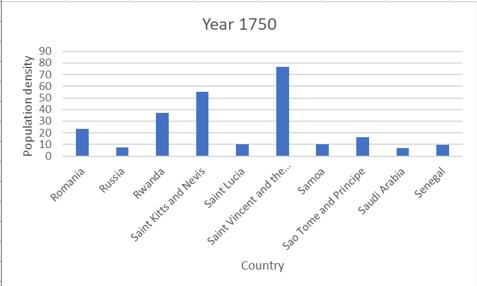 Year 1750
Population density
90
80
70
60
50
40
30
20
10
0
Romania
Russia
Rwanda
Saint Kitts and Nevis
Saint Lucia
Saint Vincent and the...
Samoa
Sao Tome and Principe
Saudi Arabia
Senegal
Country